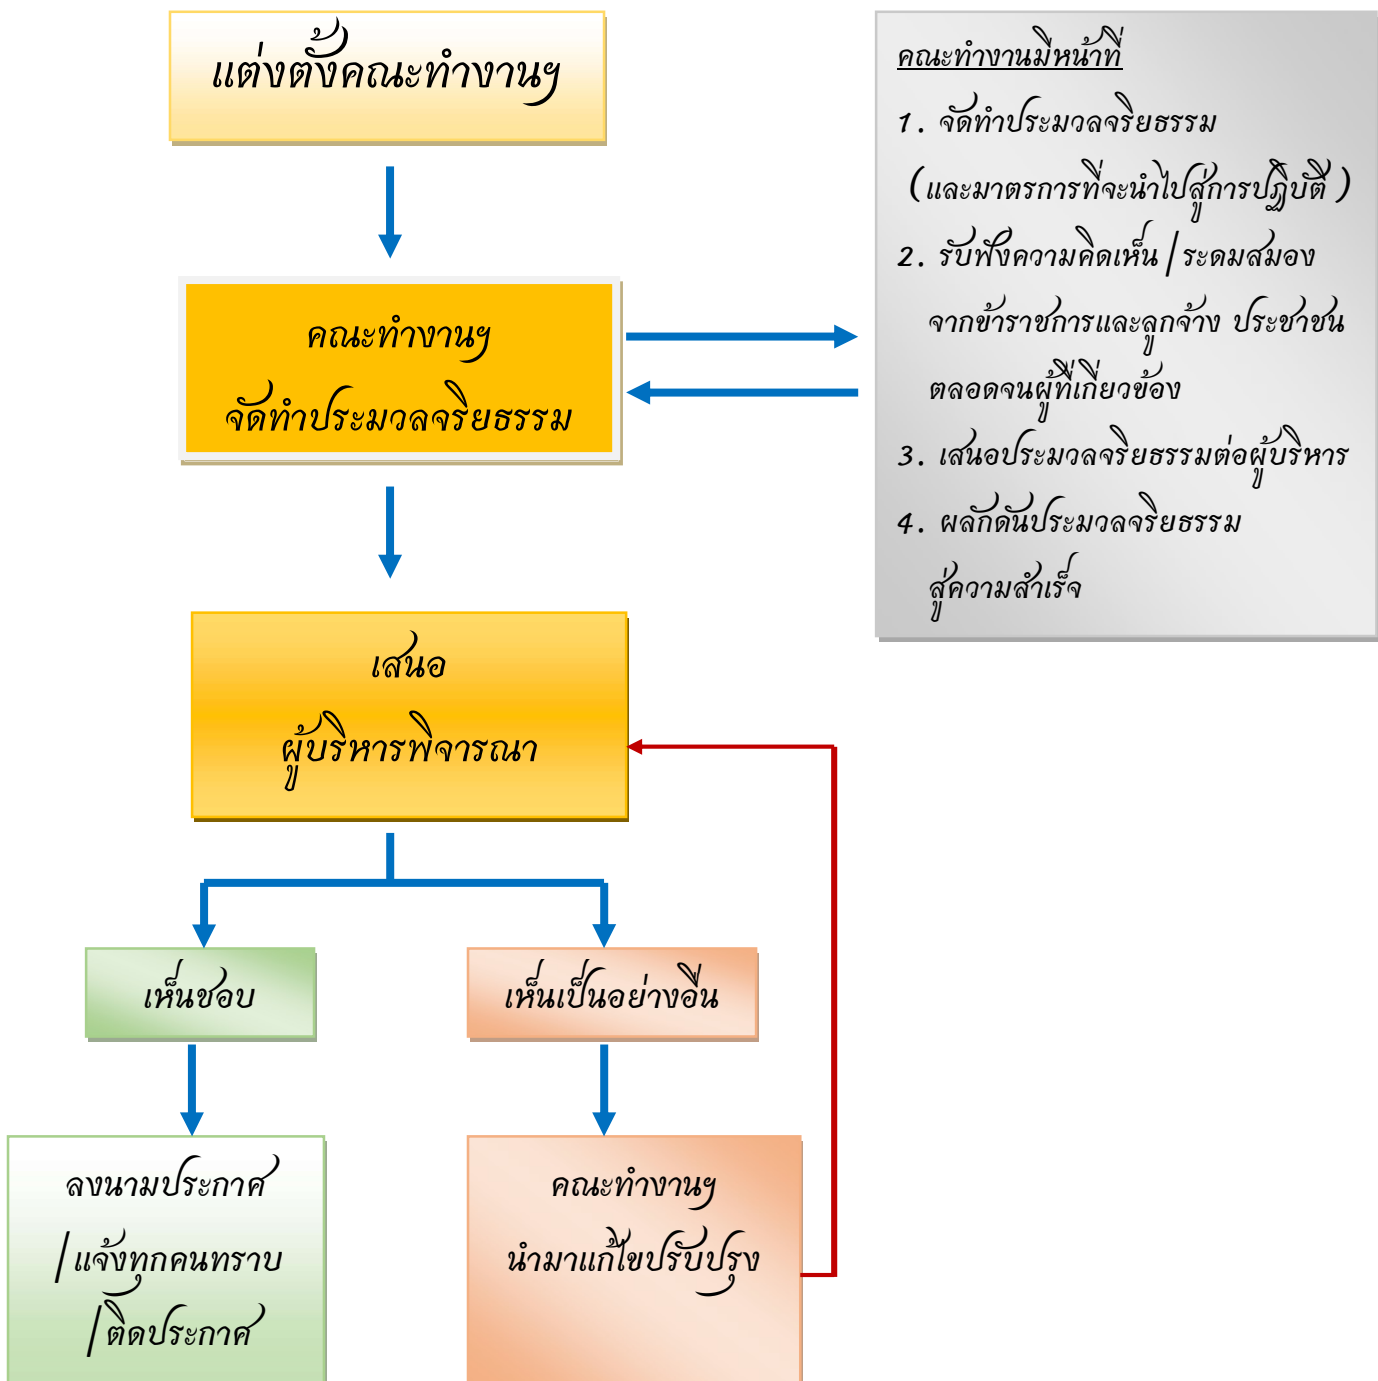 แต่งตั้งคณะทำงานฯ
คณะทำงานฯ
จัดทำประมวลจริยธรรม
คณะทำงานมีหน้าที่
1. จัดทำประมวลจริยธรรม
(และมาตรการที่จะนำไปสู่การปฏิบัติ )
2. รับฟังความคิดเห็น/ระดมสมอง
จากข้าราชการและลูกจ้าง ประชาชน
ตลอดจนผู้ที่เกี่ยวข้อง
3. เสนอประมวลจริยธรรมต่อผู้บริหาร
4. ผลักดันประมวลจริยธรรม
สู่ความสำเร็จ
เสนอ
ผู้บริหารพิจารณา
เห็นชอบ
เห็นเป็นอย่างอื่น
ลงนามประกาศ
/แจ้งทุกคนทราบ
/ติดประกาศ
คณะทำงานฯ
นำมาแก้ไขปรับปรุง